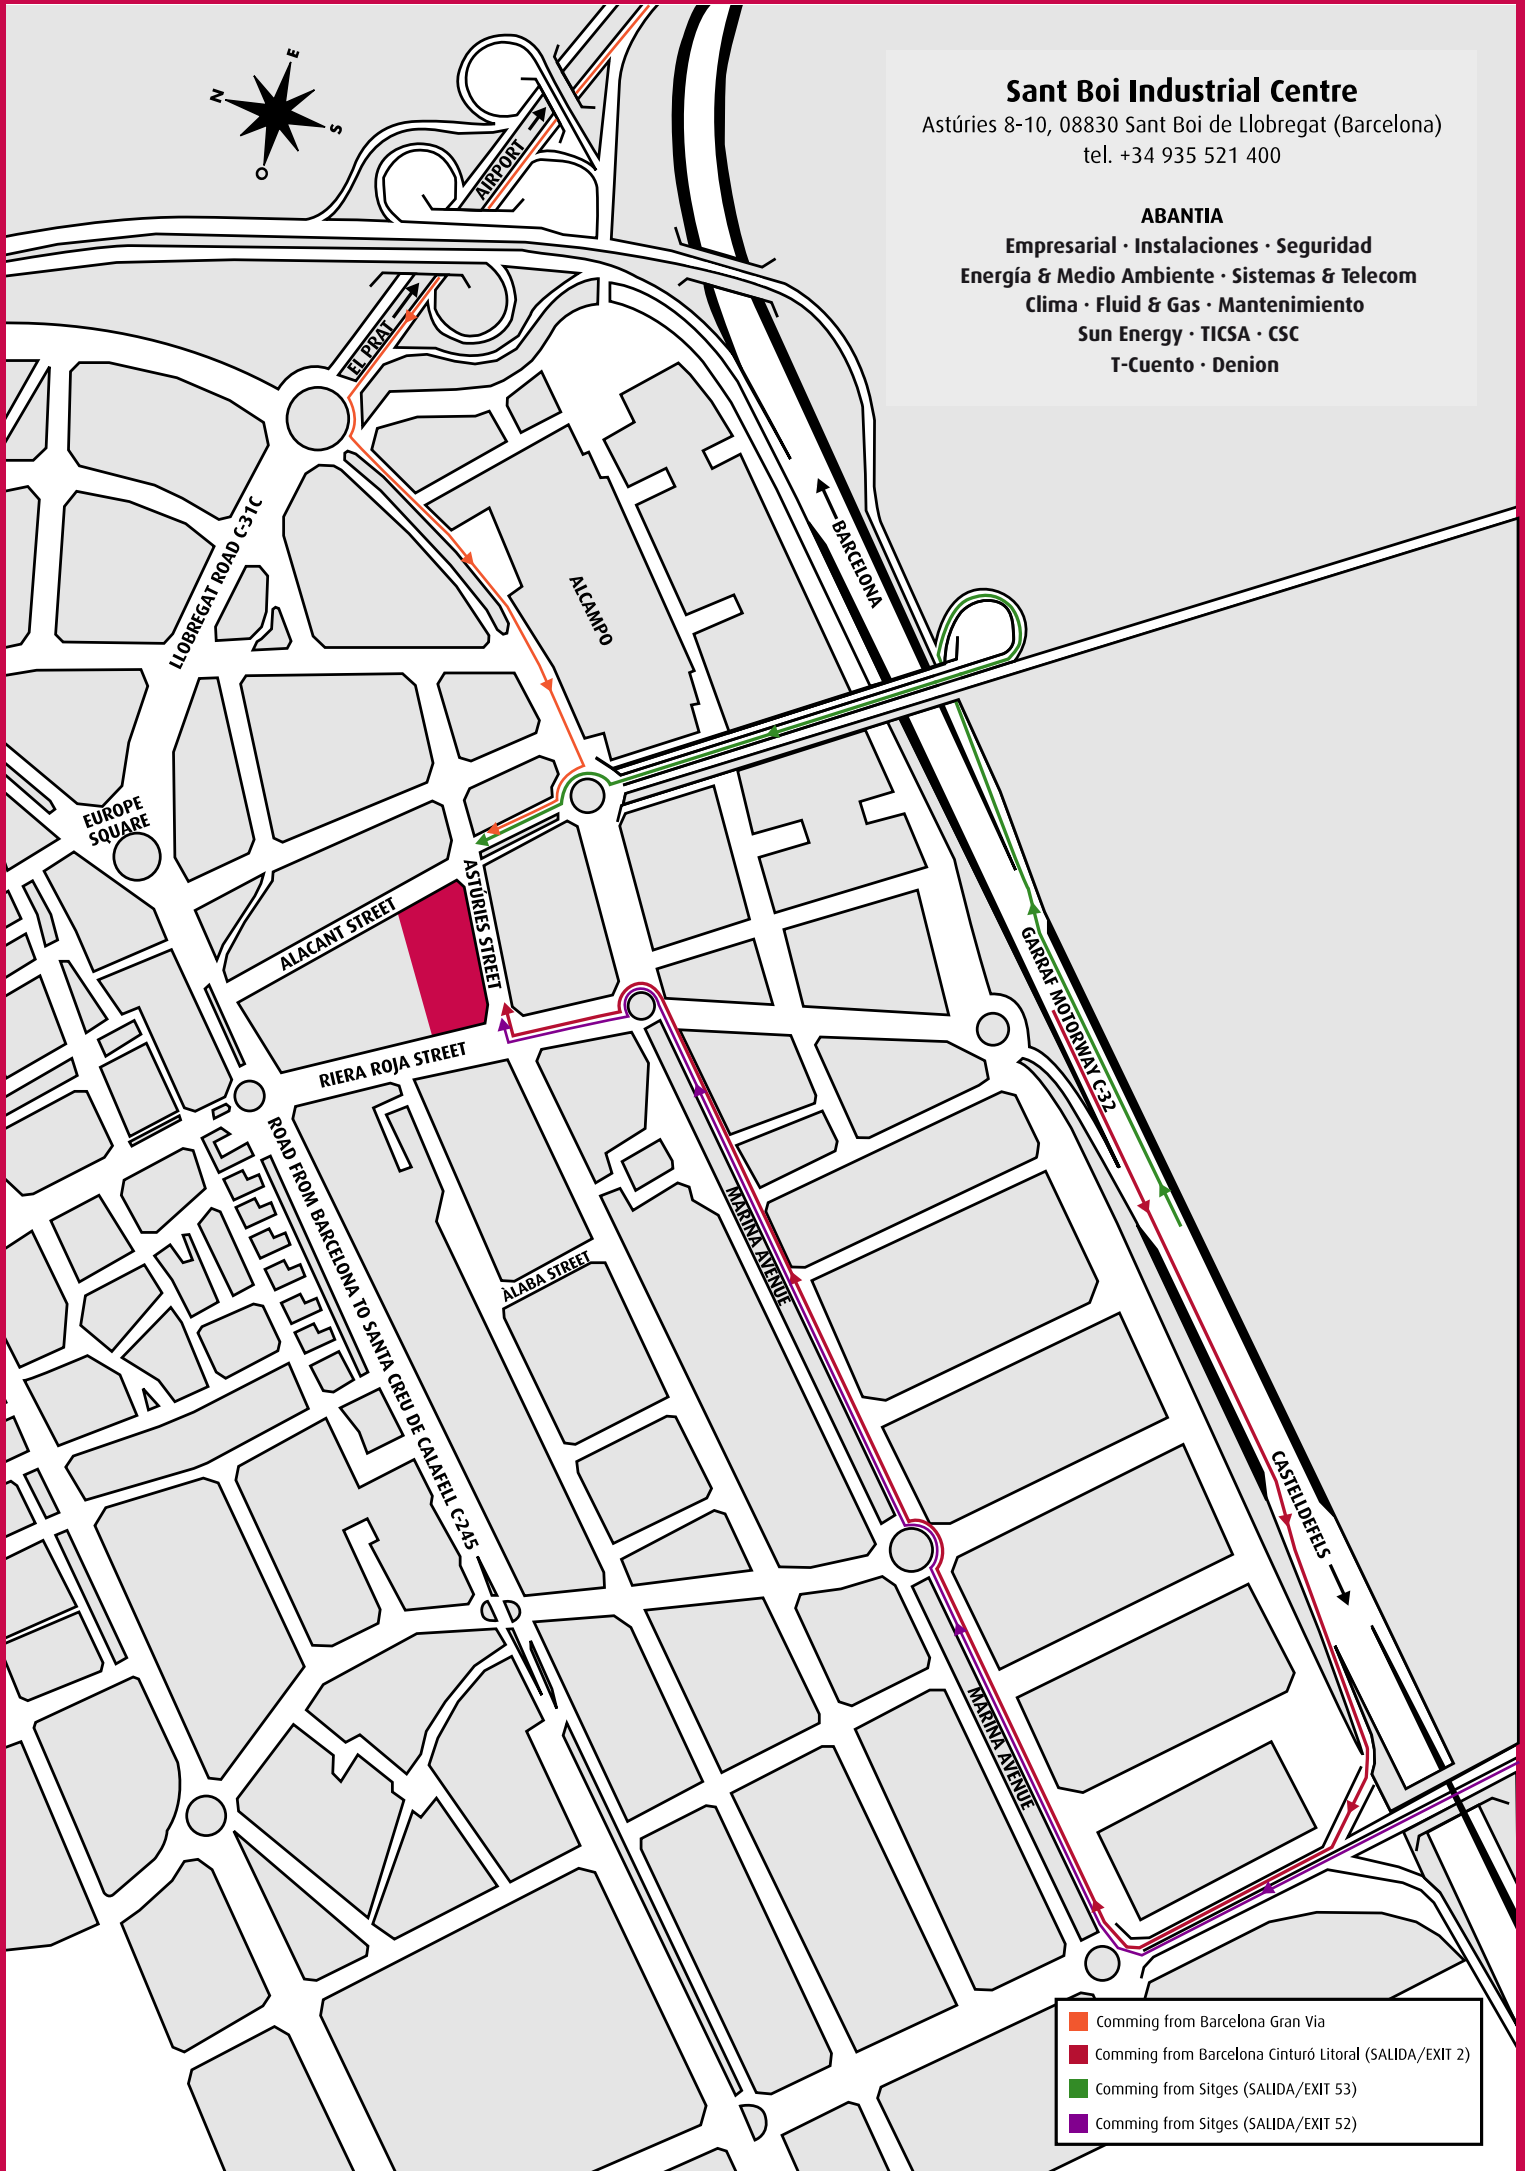 Sant Boi Industrial Centre
Astúries 8-10, 08830 Sant Boi de Llobregat (Barcelona)
tel. +34 935 521 400
ABANTIA
Empresarial · Instalaciones · Seguridad
Energía & Medio Ambiente · Sistemas & Telecom
Clima · Fluid & Gas · Mantenimiento
Sun Energy · TICSA · CSC
T-Cuento · Denion
N
E
S
O
AIRPORT
EL PRAT
LLOBREGAT ROAD C-31C
ALCAMPO
BARCELONA
EUROPE
SQUARE
ASTÚRIES STREET
ALACANT STREET
GARRAF MOTORWAY C-32
RIERA ROJA STREET
ROAD FROM BARCELONA TO SANTA CREU DE CALAFELL C-245
MARINA AVENUE
ÀLABA STREET
CASTELLDEFELS
MARINA AVENUE
Comming from Barcelona Gran Via
Comming from Barcelona Cinturó Litoral (SALIDA/EXIT 2)
Comming from Sitges (SALIDA/EXIT 53)
Comming from Sitges (SALIDA/EXIT 52)